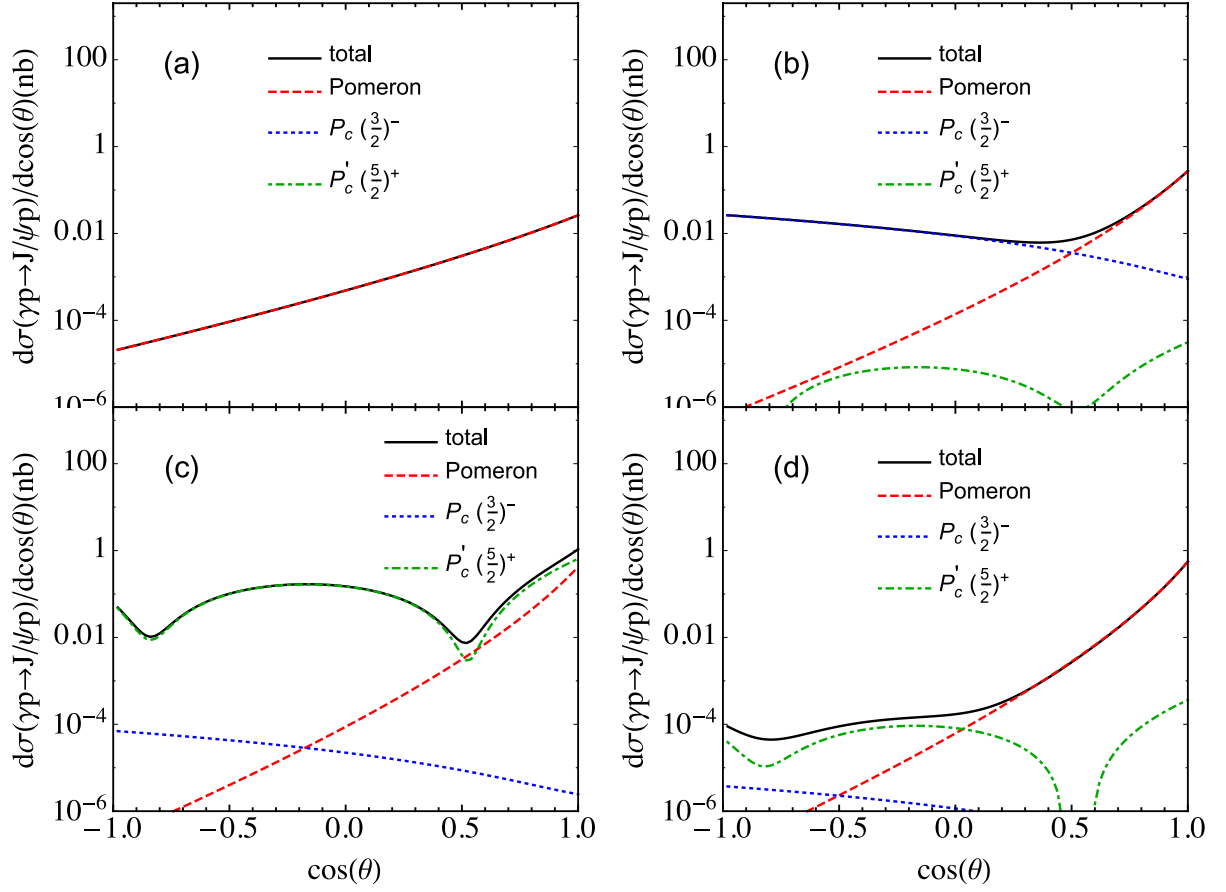 dσ(γp→J/ψp)/dcos(θ)(nb)
100
1
0.01
10⁻⁴
10⁻⁶
(a)
total
Pomeron
P_c (3/2)⁻
P_c' (5/2)⁺
dσ(γp→J/ψp)/dcos(θ)(nb)
100
1
0.01
10⁻⁴
10⁻⁶
(b)
total
Pomeron
P_c (3/2)⁻
P_c' (5/2)⁺
dσ(γp→J/ψp)/dcos(θ)(nb)
100
1
0.01
10⁻⁴
10⁻⁶
(c)
total
Pomeron
P_c (3/2)⁻
P_c' (5/2)⁺
−1.0 −0.5 0.0 0.5 1.0
cos(θ)
dσ(γp→J/ψp)/dcos(θ)(nb)
100
1
0.01
10⁻⁴
10⁻⁶
(d)
total
Pomeron
P_c (3/2)⁻
P_c' (5/2)⁺
−1.0 −0.5 0.0 0.5 1.0
cos(θ)